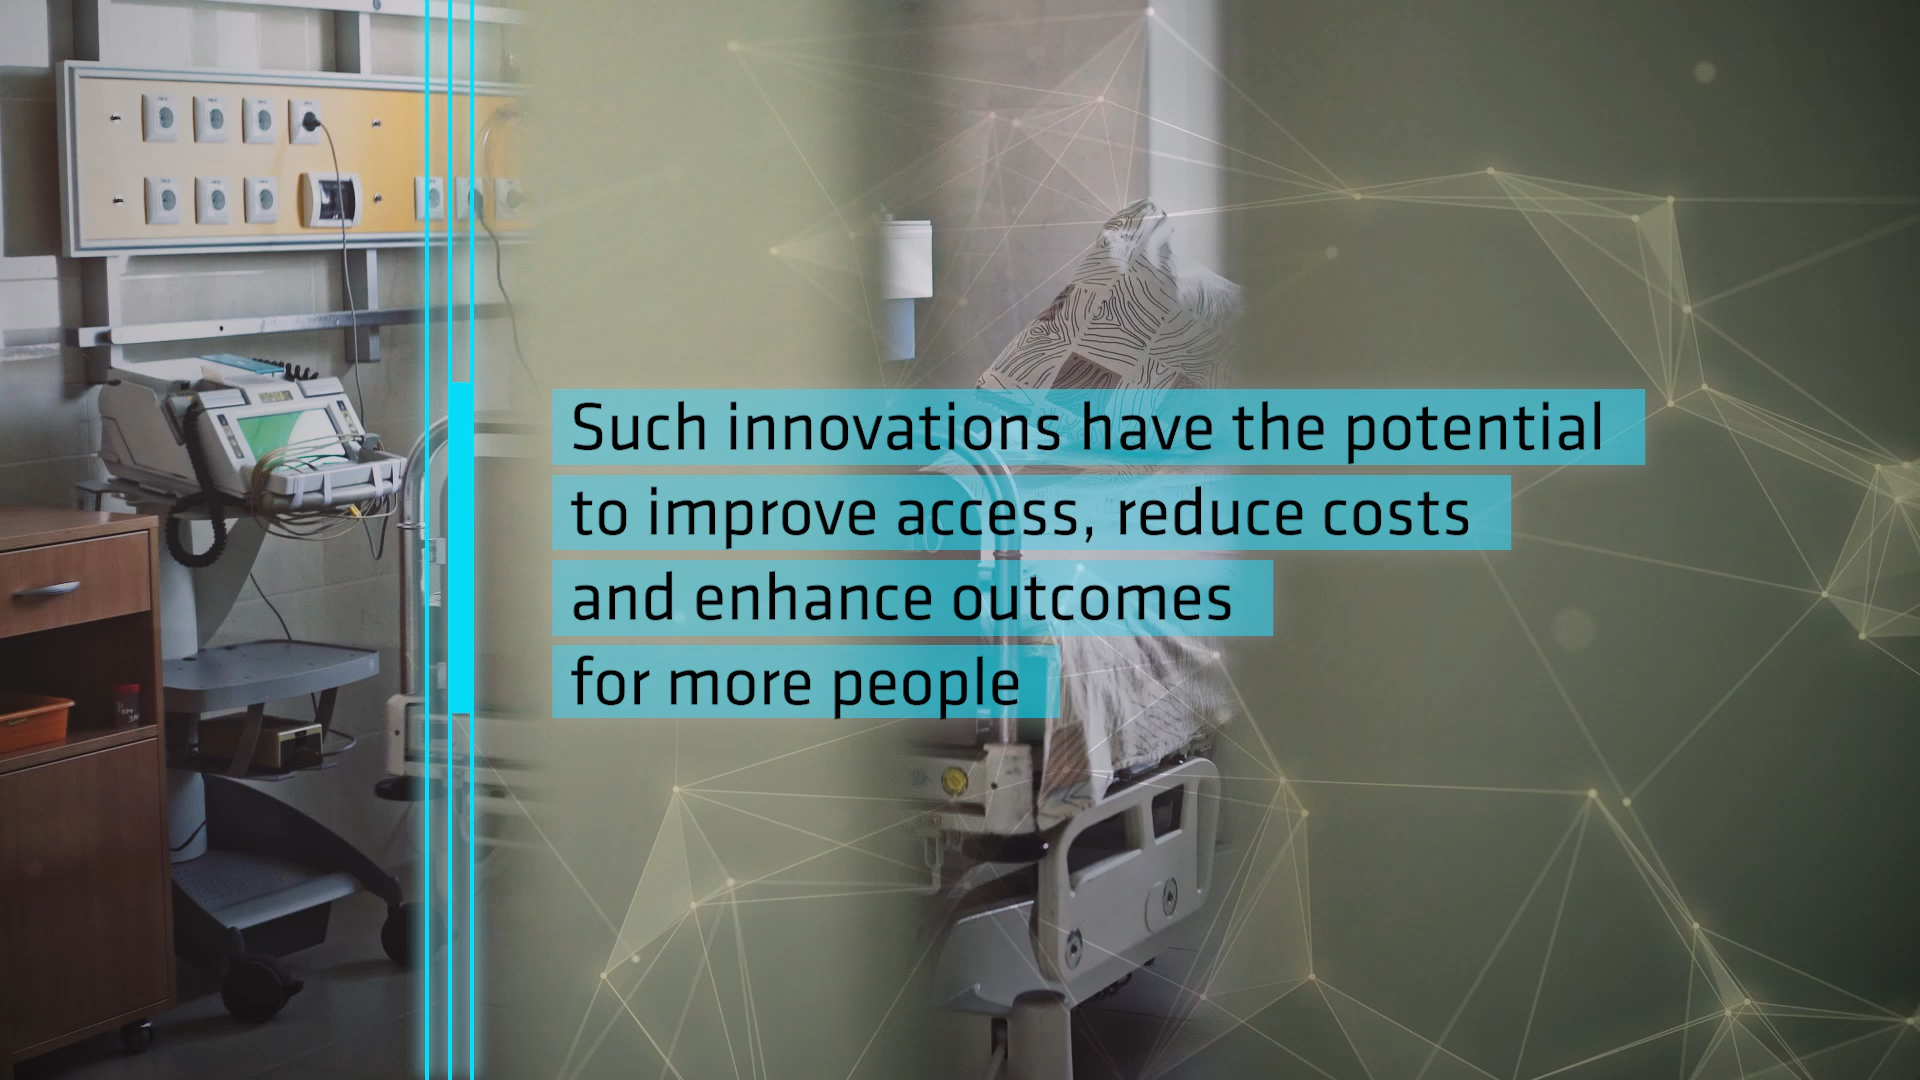 Such innovations have the potential
to improve access, reduce costs
and enhance outcomes
for more people